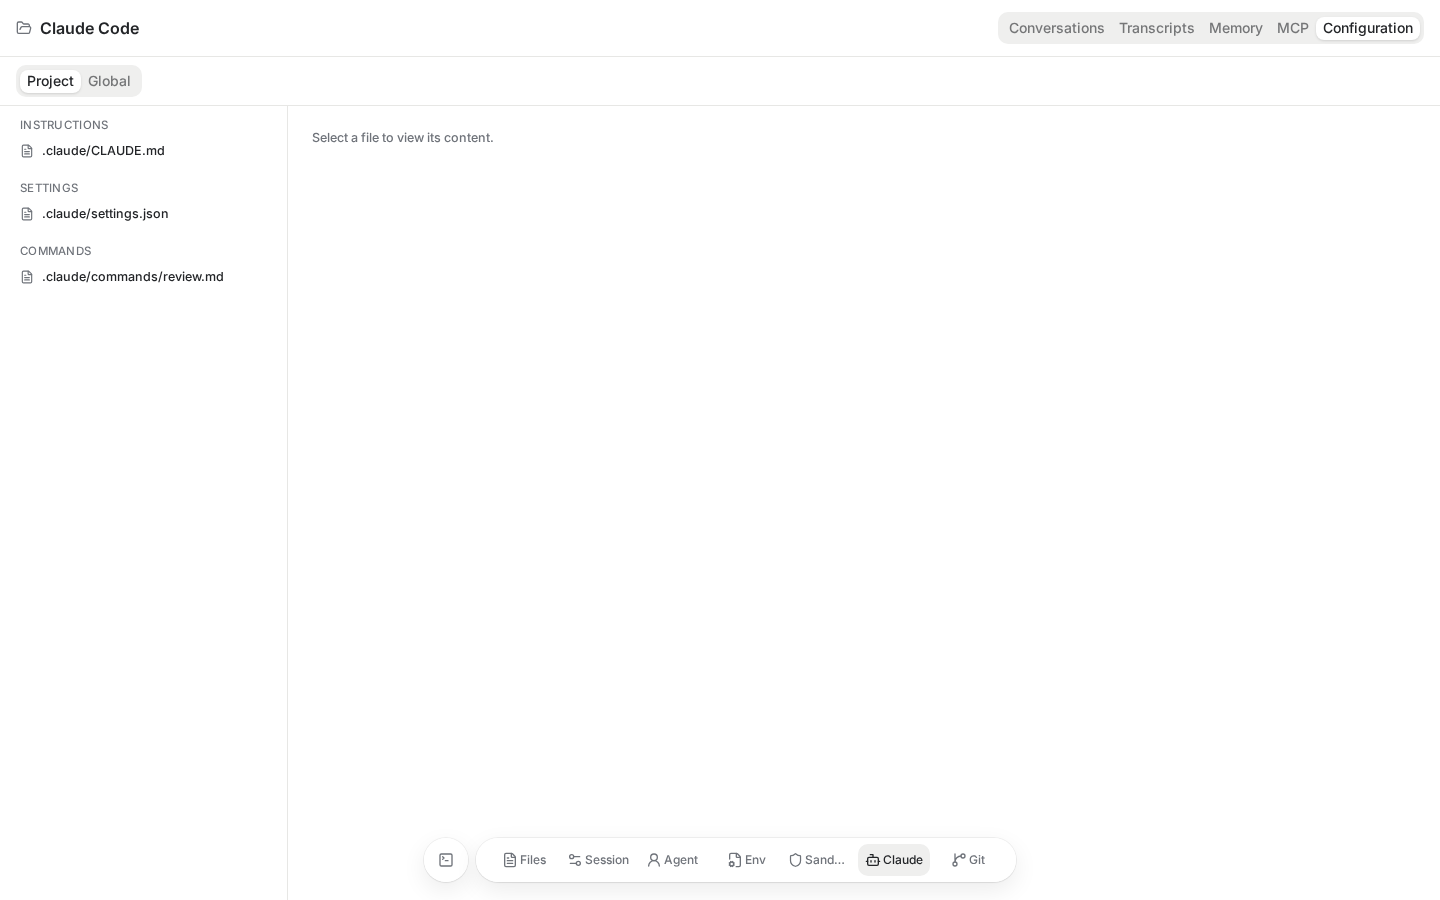 Claude Code
Conversations Transcripts Memory MCP Configuration
Project Global
INSTRUCTIONS
.claude/CLAUDE.md
SETTINGS
.claude/settings.json
COMMANDS
.claude/commands/review.md
Select a file to view its content.
Files Session Agent Env Sand... Claude Git